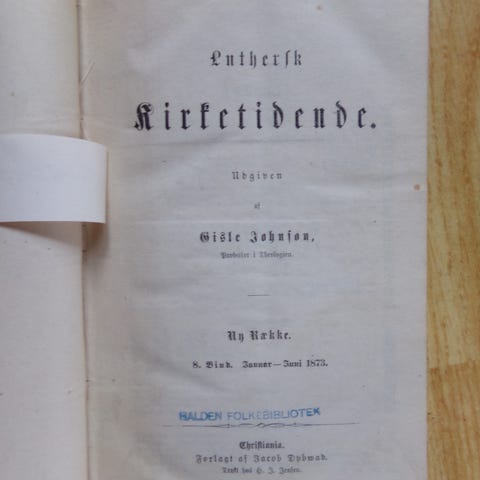 Luthersk
Kirketidende.
Udgiven
af
Gisle Johnson,
Professor i Theologien.
Ny Række.
8. Bind. Januar—Juni 1873.
HALDEN FOLKEBIBLIOTEK
Christiania.
Forlagt af Jacob Dybwad.
Trykt hos H. J. Jensen.